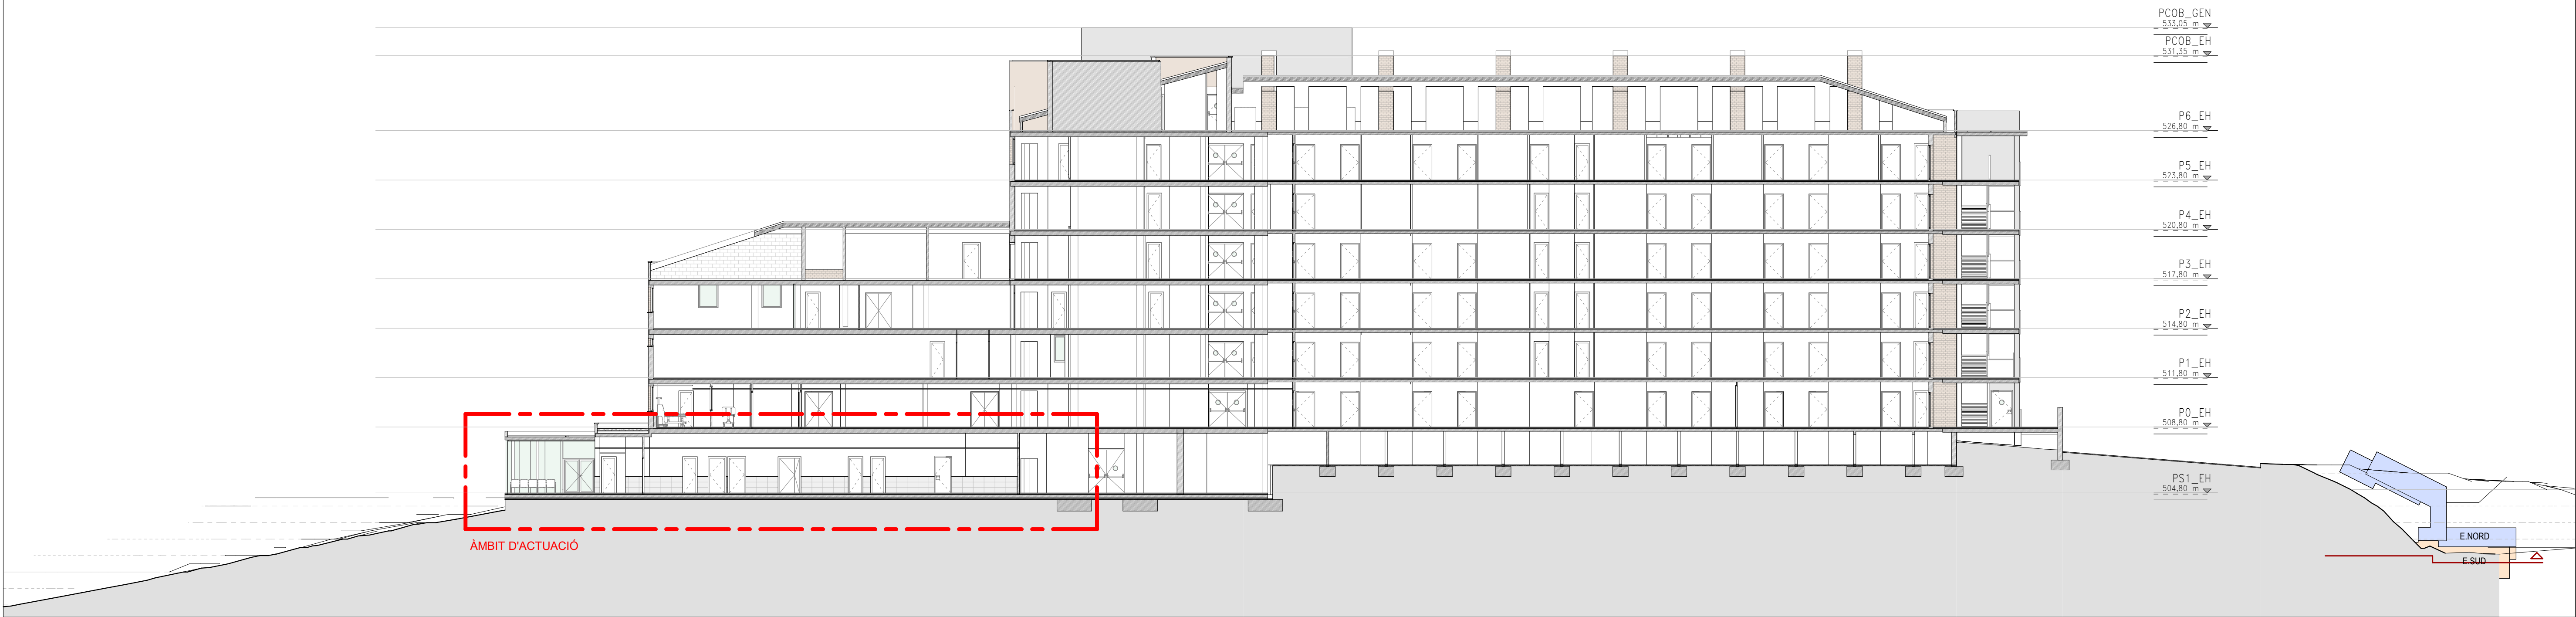 PCOB_GEN
533,05 m
PCOB_EH
531,35 m
P6_EH
526,80 m
P5_EH
523,80 m
P4_EH
520,80 m
P3_EH
517,80 m
P2_EH
514,80 m
P1_EH
511,80 m
P0_EH
508,80 m
PS1_EH
504,80 m
ÀMBIT D'ACTUACIÓ
E.NORD
E.SUD